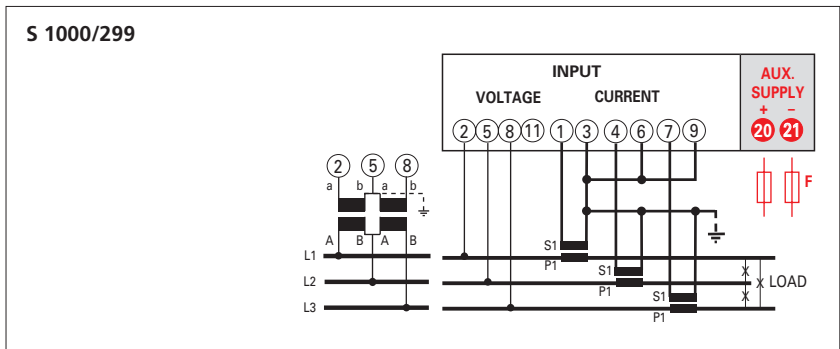 S 1000/299
INPUT
AUX.
SUPPLY
VOLTAGE CURRENT
+ –
2 5 8 11 1 3 4 6 7 9 20 21
2 5 8
a b a b
F
A B A B
S1
L1
P1
S1
L2
X
X
X
LOAD
P1
S1
L3
P1